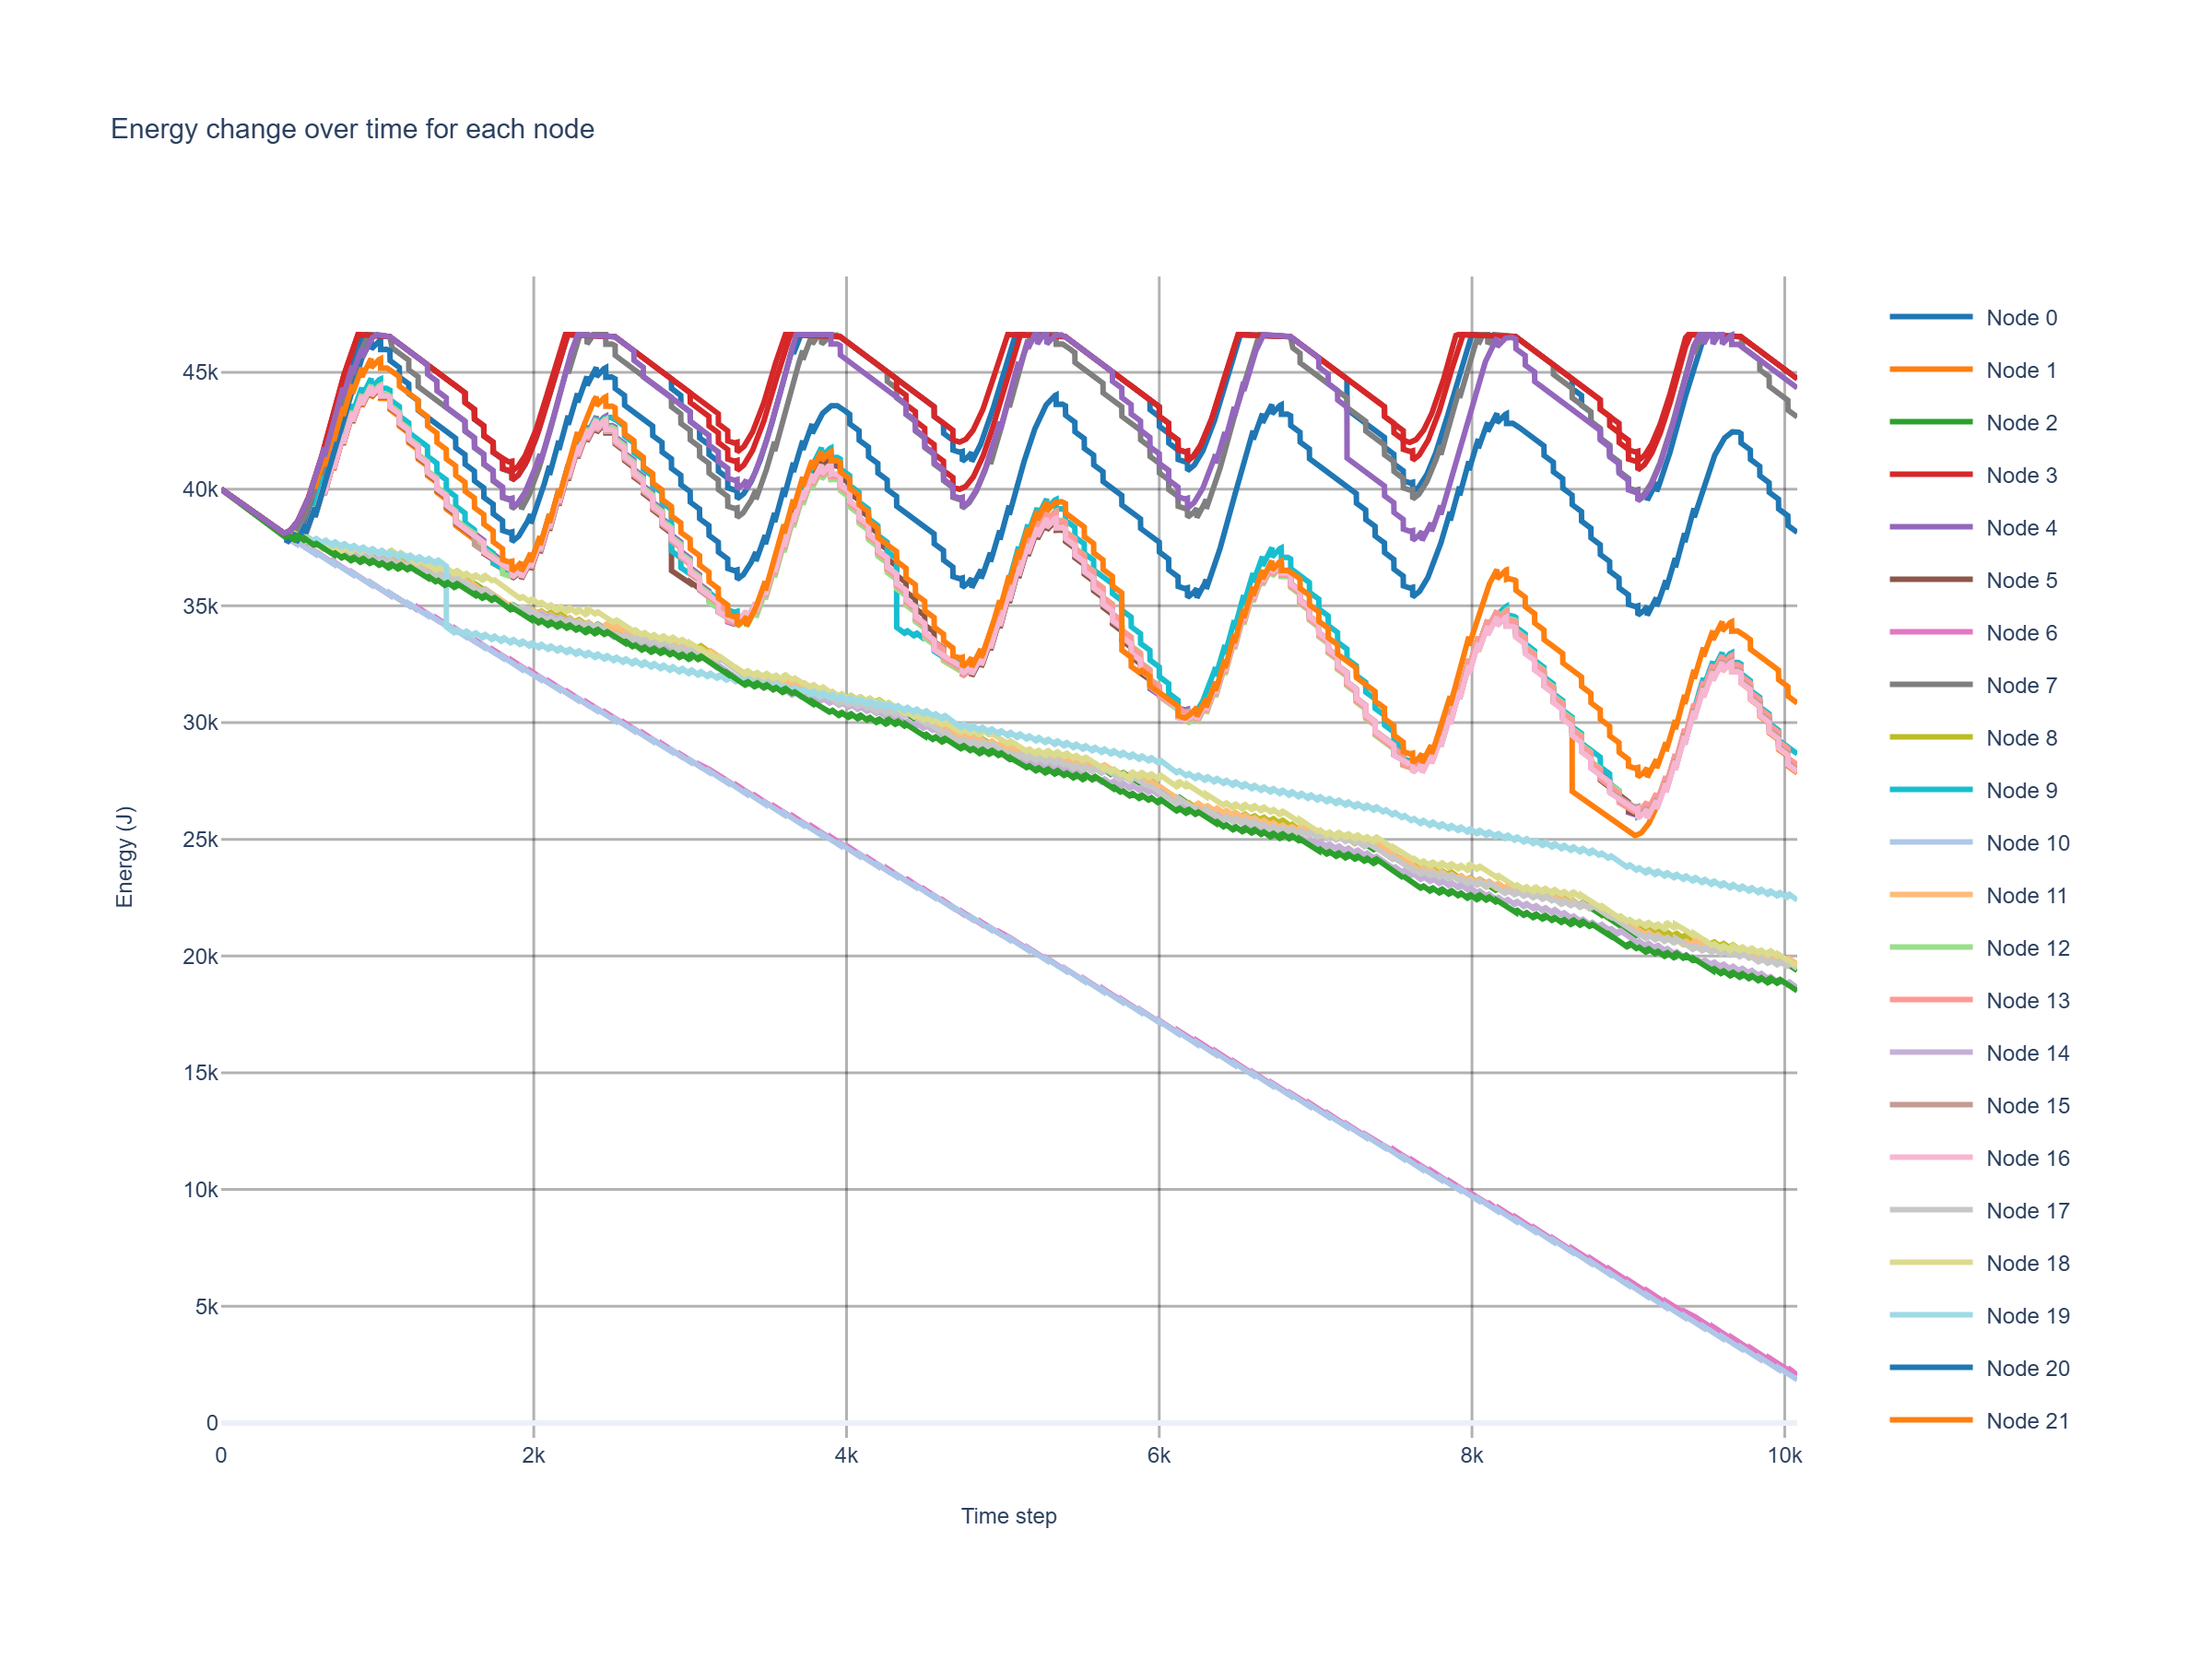 Energy change over time for each node
45k
40k
35k
30k
25k
20k
15k
10k
5k
0
Energy (J)
0 2k 4k 6k 8k 10k
Time step
Node 0
Node 1
Node 2
Node 3
Node 4
Node 5
Node 6
Node 7
Node 8
Node 9
Node 10
Node 11
Node 12
Node 13
Node 14
Node 15
Node 16
Node 17
Node 18
Node 19
Node 20
Node 21